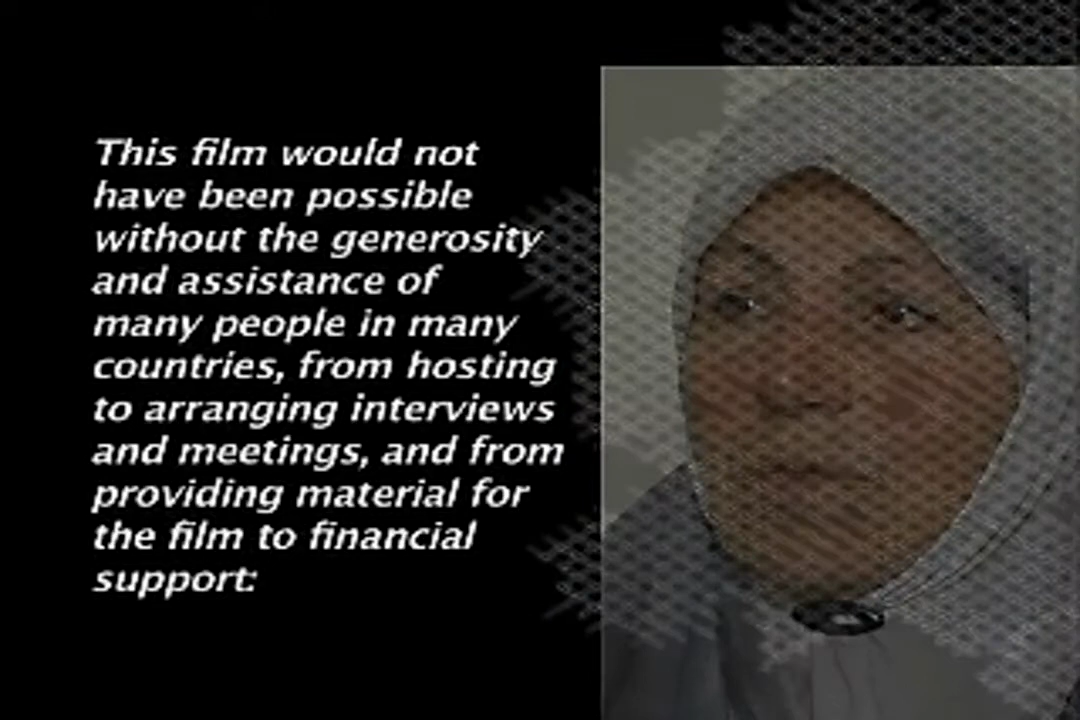 This film would not
have been possible
without the generosity
and assistance of
many people in many
countries, from hosting
to arranging interviews
and meetings, and from
providing material for
the film to financial
support: